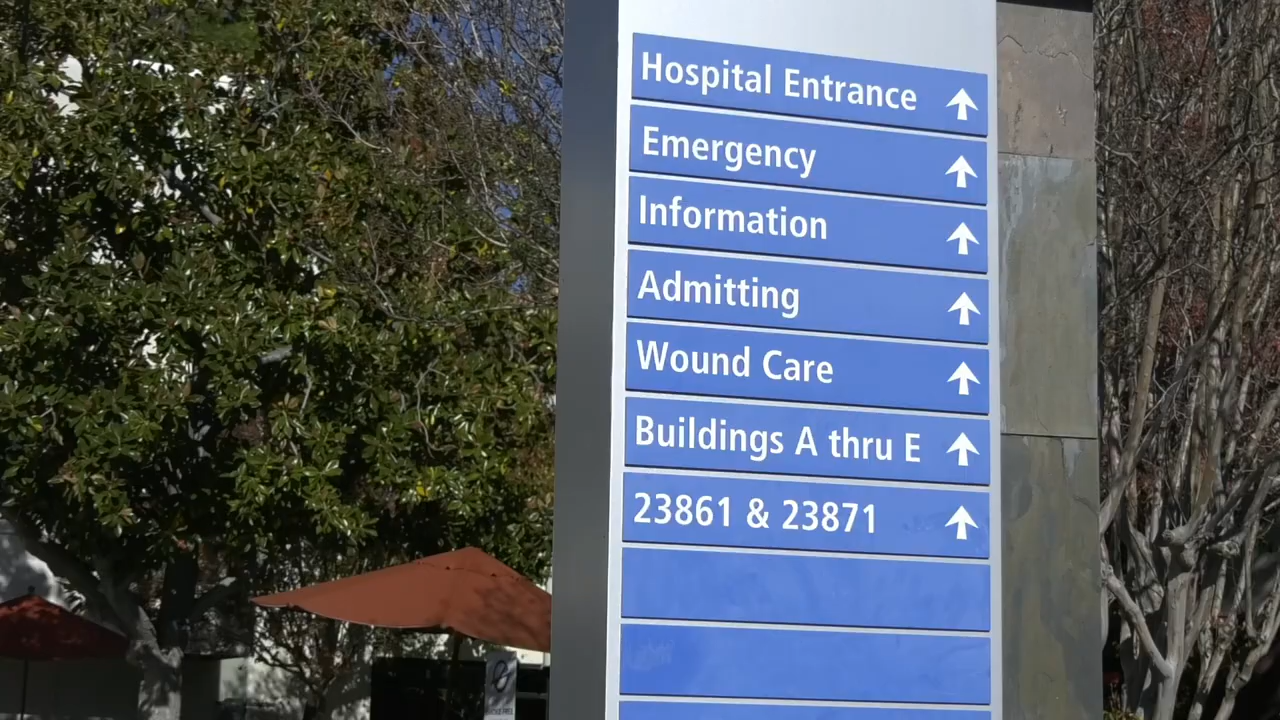 Hospital Entrance
Emergency
Information
Admitting
Wound Care
Buildings A thru E
23861 & 23871